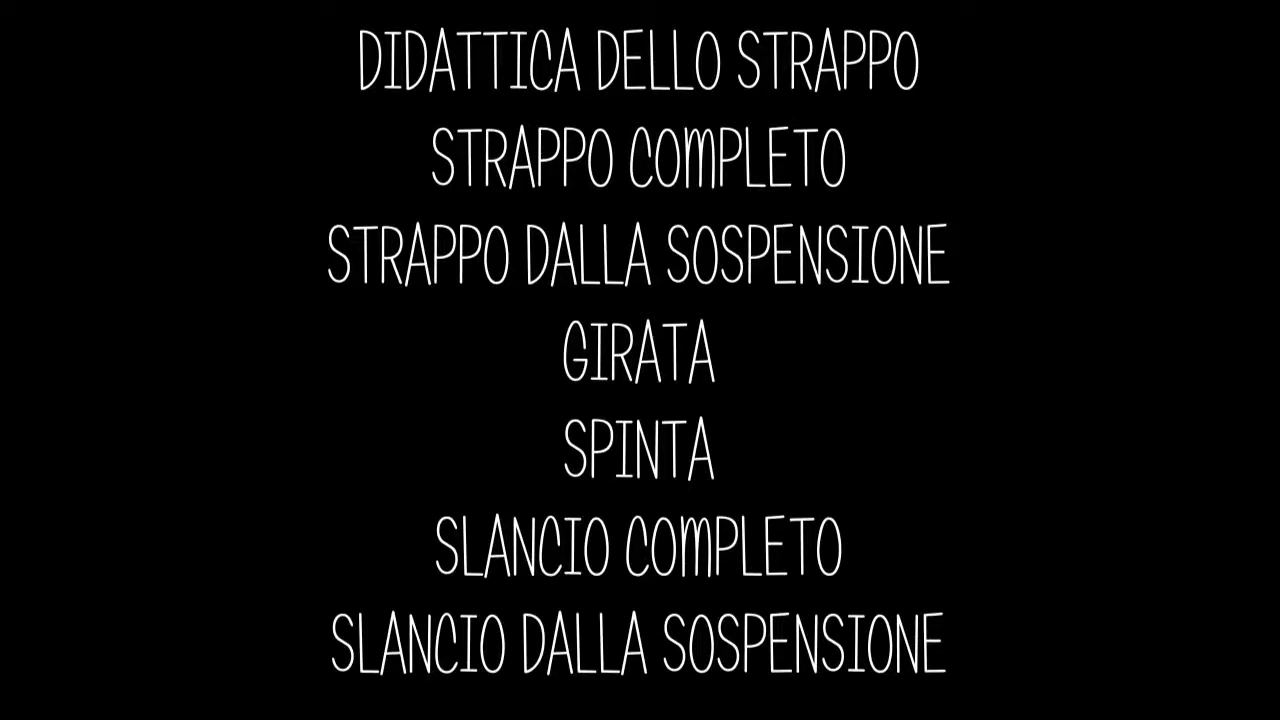 DIDATTICA DELLO STRAPPO
STRAPPO COMPLETO
STRAPPO DALLA SOSPENSIONE
GIRATA
SPINTA
SLANCIO COMPLETO
SLANCIO DALLA SOSPENSIONE